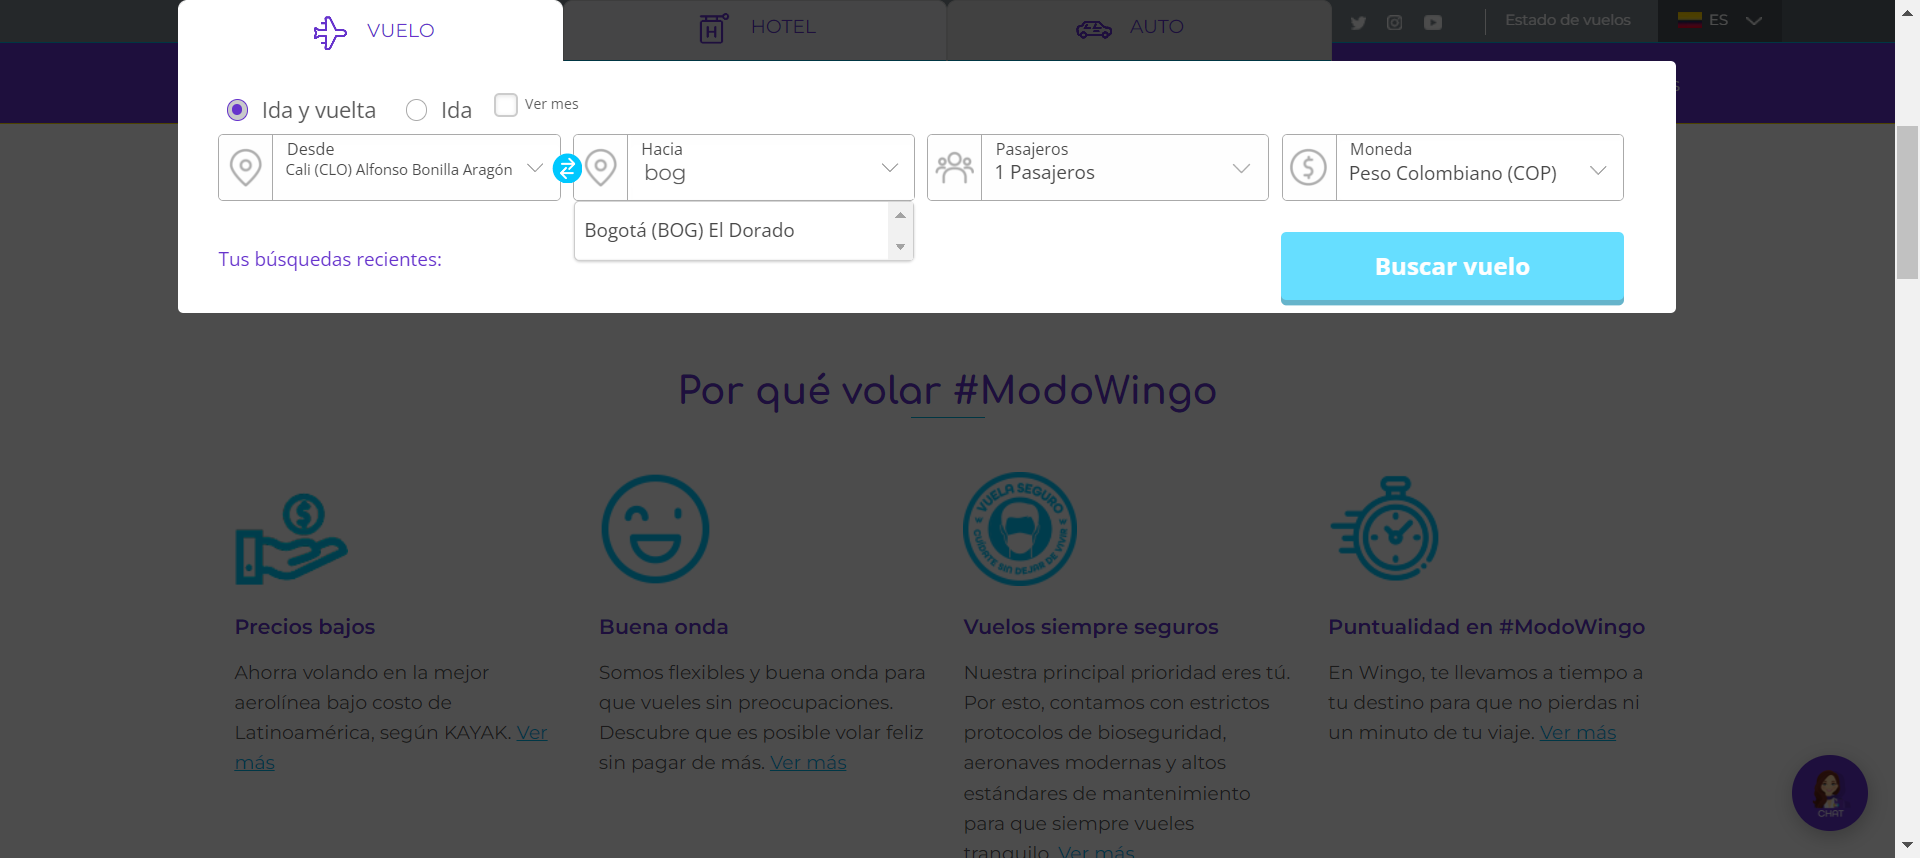 VUELO
HOTEL
AUTO
Estado de vuelos
ES
Ida y vuelta
Ida
Ver mes
Desde
Cali (CLO) Alfonso Bonilla Aragón
Hacia
bog
Pasajeros
1 Pasajeros
Moneda
Peso Colombiano (COP)
Bogotá (BOG) El Dorado
Tus búsquedas recientes:
Buscar vuelo
Por qué volar #ModoWingo
VUELA SEGURO
CUÍDATE SIN DEJAR DE VIVIR
Precios bajos
Ahorra volando en la mejor
aerolínea bajo costo de
Latinoamérica, según KAYAK. Ver
más
Buena onda
Somos flexibles y buena onda para
que vueles sin preocupaciones.
Descubre que es posible volar feliz
sin pagar de más. Ver más
Vuelos siempre seguros
Nuestra principal prioridad eres tú.
Por esto, contamos con estrictos
protocolos de bioseguridad,
aeronaves modernas y altos
estándares de mantenimiento
para que siempre vueles
tranquilo. Ver más
Puntualidad en #ModoWingo
En Wingo, te llevamos a tiempo a
tu destino para que no pierdas ni
un minuto de tu viaje. Ver más
CHAT